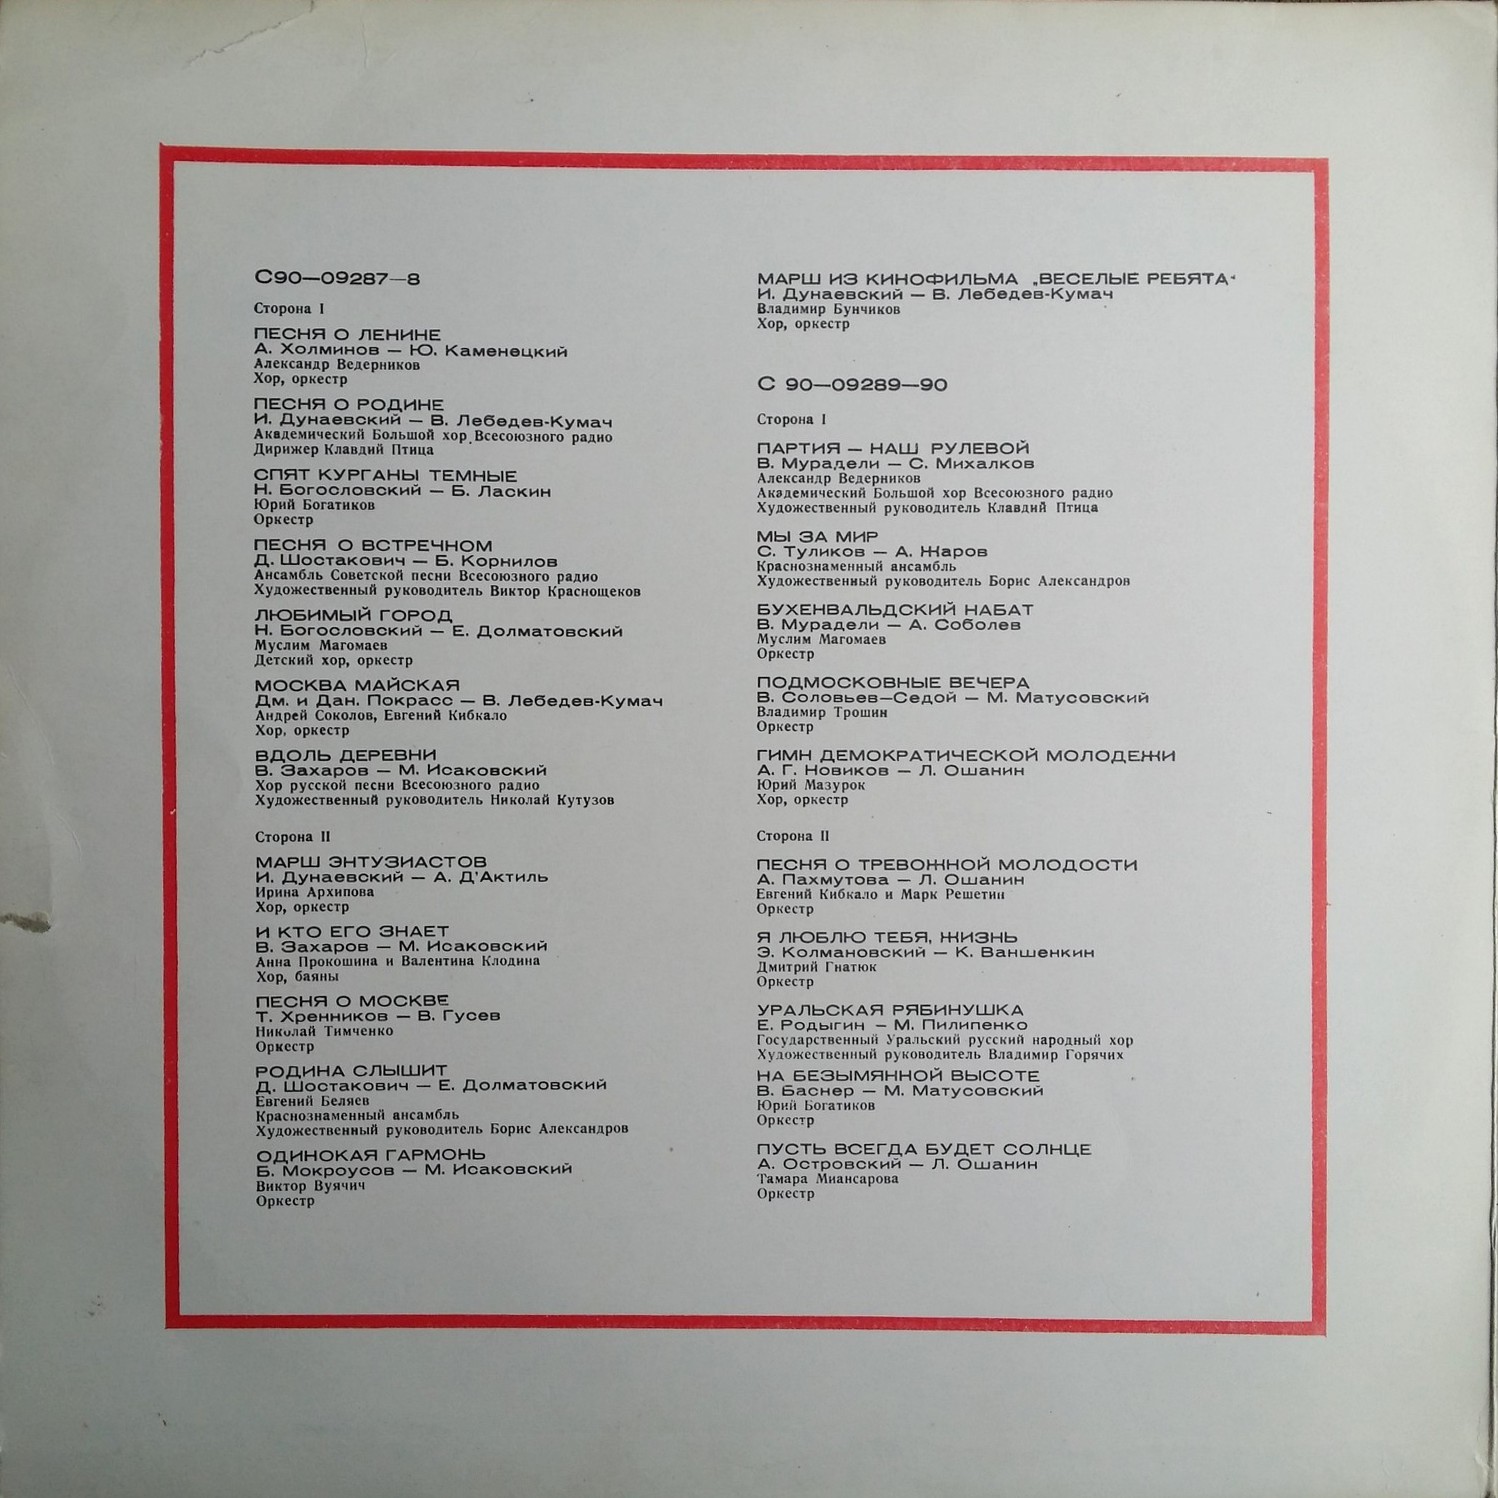 С90—09287—8
Сторона I
ПЕСНЯ О ЛЕНИНЕ
А. Холминов — Ю. Каменецкий
Александр Ведерников
Хор, оркестр
ПЕСНЯ О РОДИНЕ
И. Дунаевский — В. Лебедев-Кумач
Академический Большой хор Всесоюзного радио
Дирижер Клавдий Птица
СПЯТ КУРГАНЫ ТЕМНЫЕ
Н. Богословский — Б. Ласкин
Юрий Богатиков
Оркестр
ПЕСНЯ О ВСТРЕЧНОМ
Д. Шостакович — Б. Корнилов
Ансамбль Советской песни Всесоюзного радио
Художественный руководитель Виктор Краснощеков
ЛЮБИМЫЙ ГОРОД
Н. Богословский — Е. Долматовский
Муслим Магомаев
Детский хор, оркестр
МОСКВА МАЙСКАЯ
Дм. и Дан. Покрасс — В. Лебедев-Кумач
Андрей Соколов, Евгений Кибкало
Хор, оркестр
ВДОЛЬ ДЕРЕВНИ
В. Захаров — М. Исаковский
Хор русской песни Всесоюзного радио
Художественный руководитель Николай Кутузов
Сторона II
МАРШ ЭНТУЗИАСТОВ
И. Дунаевский — А. Д'Актиль
Ирина Архипова
Хор, оркестр
И КТО ЕГО ЗНАЕТ
В. Захаров — М. Исаковский
Анна Прокошина и Валентина Клодина
Хор, баяны
ПЕСНЯ О МОСКВЕ
Т. Хренников — В. Гусев
Николай Тимченко
Оркестр
РОДИНА СЛЫШИТ
Д. Шостакович — Е. Долматовский
Евгений Беляев
Краснознаменный ансамбль
Художественный руководитель Борис Александров
ОДИНОКАЯ ГАРМОНЬ
Б. Мокроусов — М. Исаковский
Виктор Вуячич
Оркестр
МАРШ ИЗ КИНОФИЛЬМА „ВЕСЕЛЫЕ РЕБЯТА“
И. Дунаевский — В. Лебедев-Кумач
Владимир Бунчиков
Хор, оркестр
С 90—09289—90
Сторона I
ПАРТИЯ — НАШ РУЛЕВОЙ
В. Мурадели — С. Михалков
Александр Ведерников
Академический Большой хор Всесоюзного радио
Художественный руководитель Клавдий Птица
МЫ ЗА МИР
С. Туликов — А. Жаров
Краснознаменный ансамбль
Художественный руководитель Борис Александров
БУХЕНВАЛЬДСКИЙ НАБАТ
В. Мурадели — А. Соболев
Муслим Магомаев
Оркестр
ПОДМОСКОВНЫЕ ВЕЧЕРА
В. Соловьев—Седой — М. Матусовский
Владимир Трошин
Оркестр
ГИМН ДЕМОКРАТИЧЕСКОЙ МОЛОДЕЖИ
А. Г. Новиков — Л. Ошанин
Юрий Мазурок
Хор, оркестр
Сторона II
ПЕСНЯ О ТРЕВОЖНОЙ МОЛОДОСТИ
А. Пахмутова — Л. Ошанин
Евгений Кибкало и Марк Решетин
Оркестр
Я ЛЮБЛЮ ТЕБЯ, ЖИЗНЬ
Э. Колмановский — К. Ваншенкин
Дмитрий Гнатюк
Оркестр
УРАЛЬСКАЯ РЯБИНУШКА
Е. Родыгин — М. Пилипенко
Государственный Уральский русский народный хор
Художественный руководитель Владимир Горячих
НА БЕЗЫМЯННОЙ ВЫСОТЕ
В. Баснер — М. Матусовский
Юрий Богатиков
Оркестр
ПУСТЬ ВСЕГДА БУДЕТ СОЛНЦЕ
А. Островский — Л. Ошанин
Тамара Миансарова
Оркестр